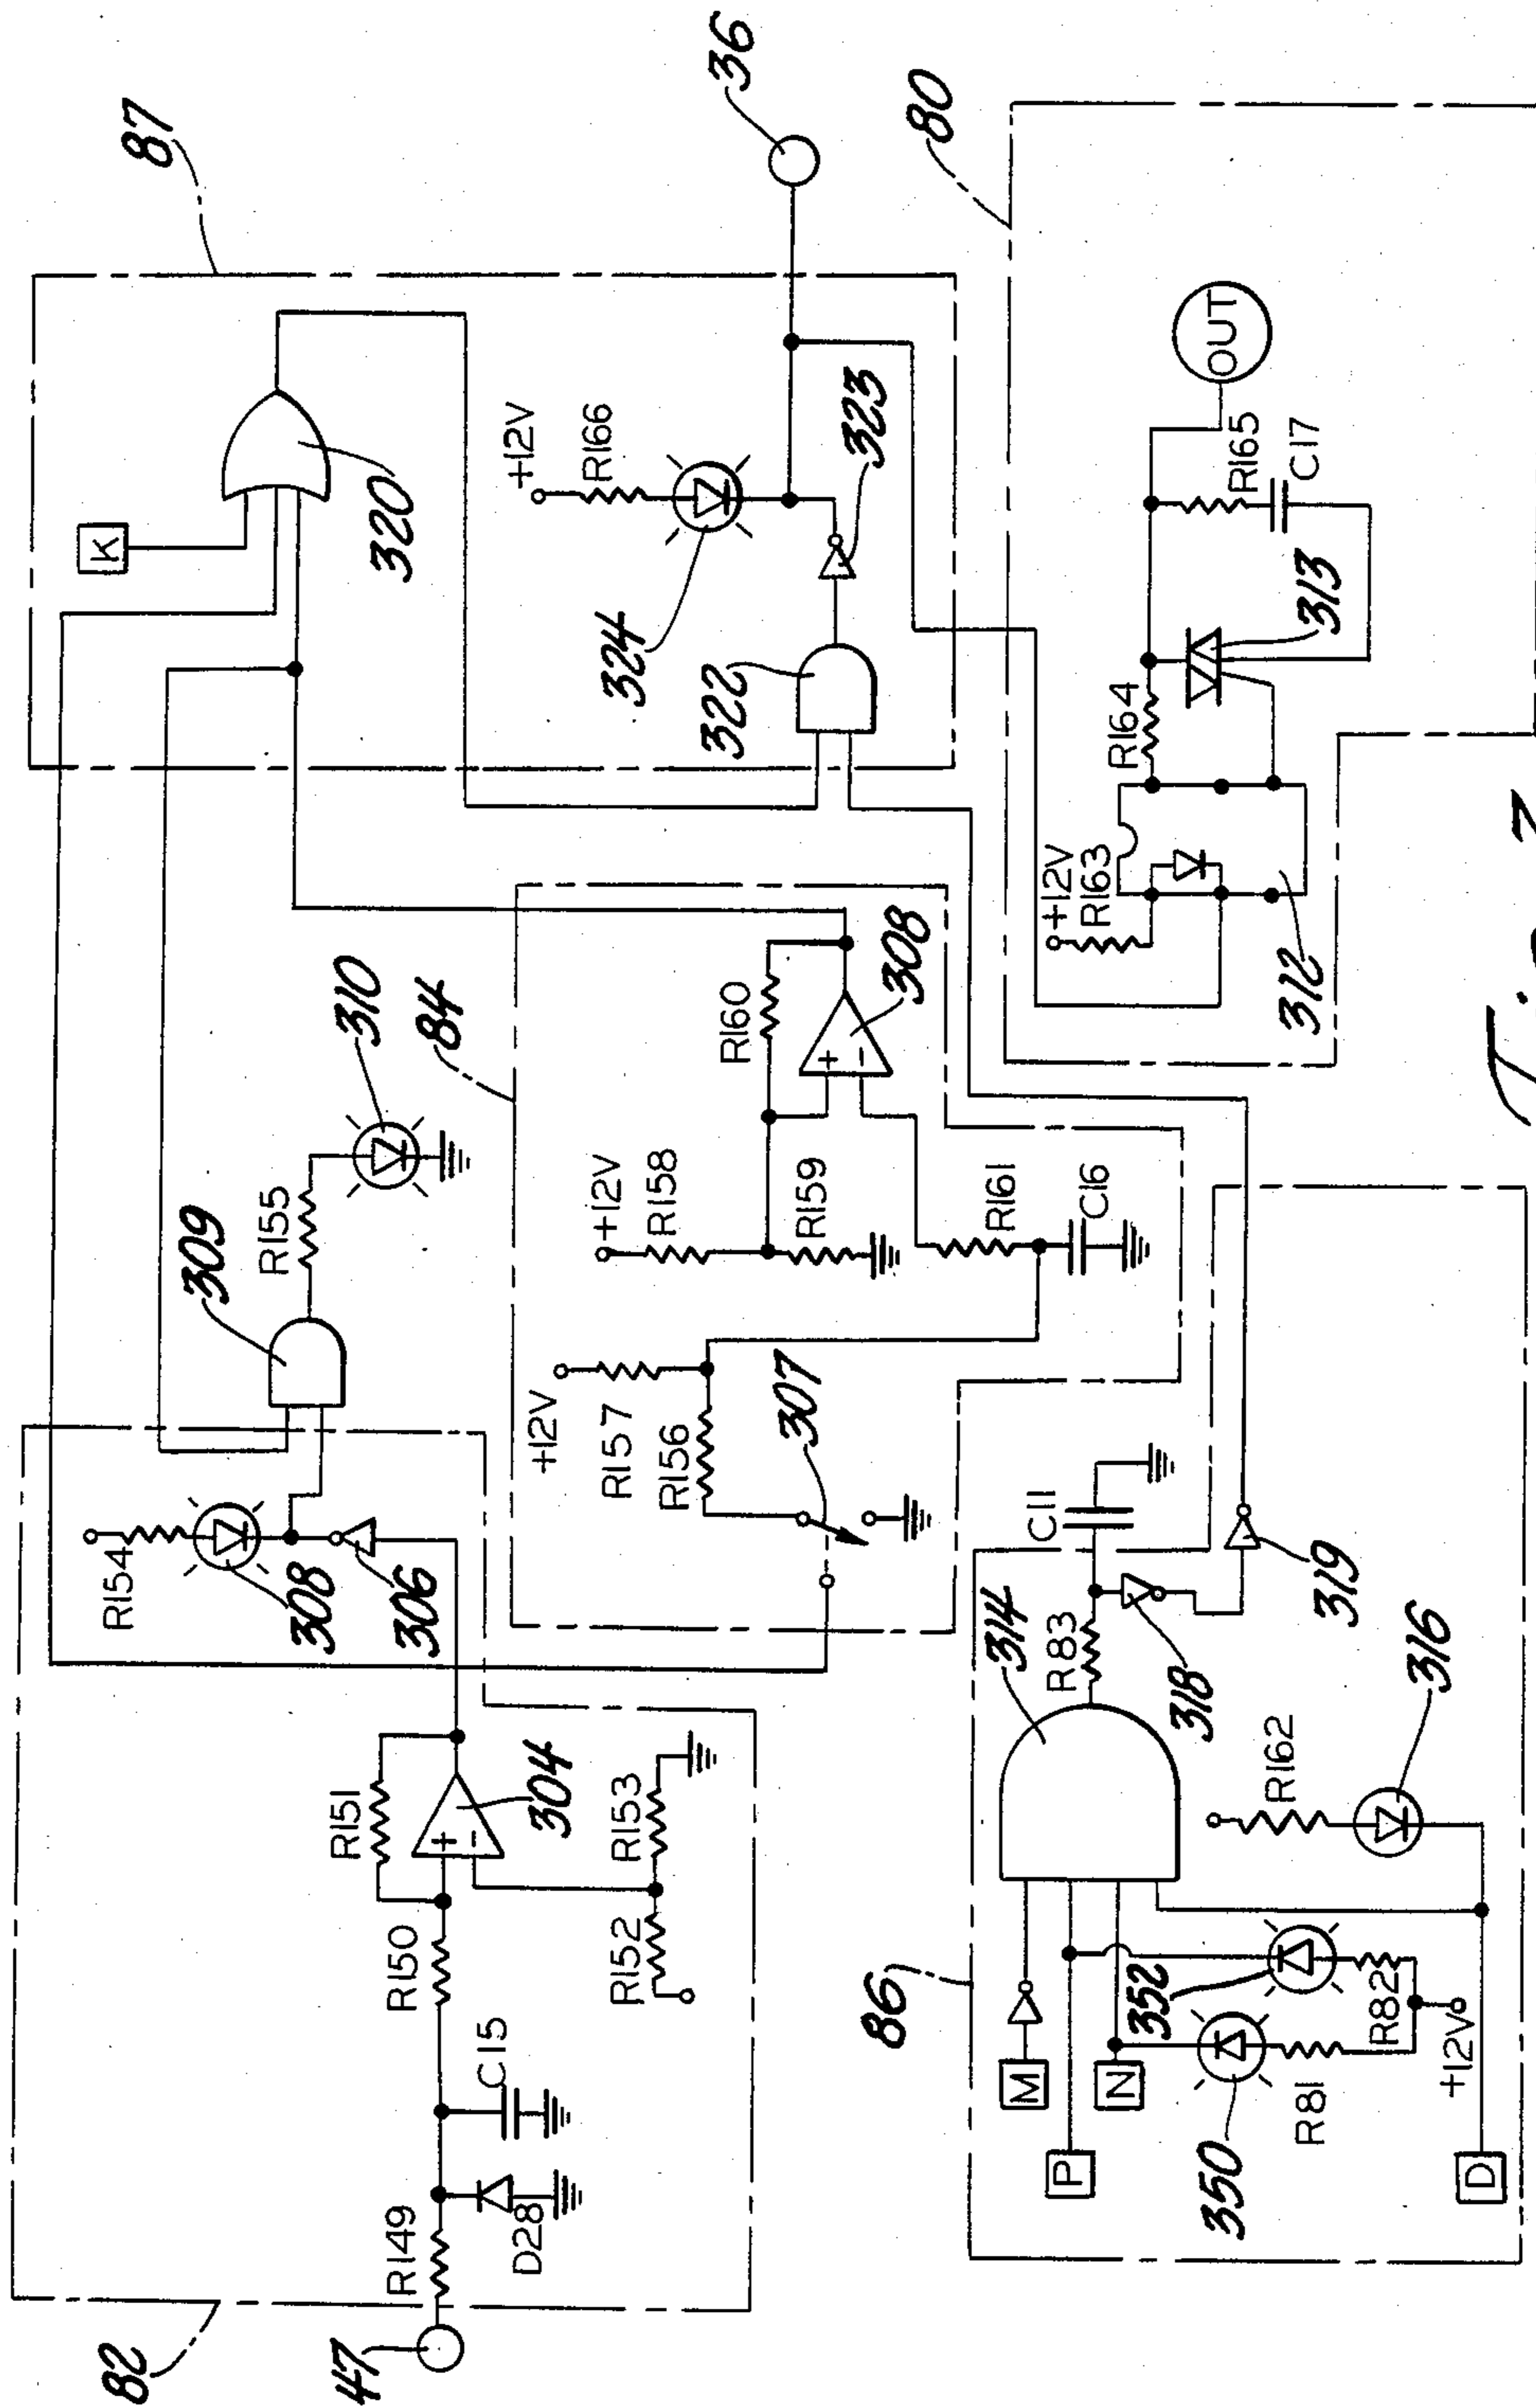 82
47
R149
D28
C15
R150
R151
+
-
304
R152
R153
R154
308
306
309
R155
310
84
+12V
R157
R156
307
+12V
R158
R159
R160
+
-
308
R161
C16
87
K
320
+12V
R166
324
322
323
36
80
+12V
R163
312
R164
313
R165
C17
OUT
86
M
P
N
D
350
352
R81
R82
+12V
314
R83
C11
318
319
R162
316